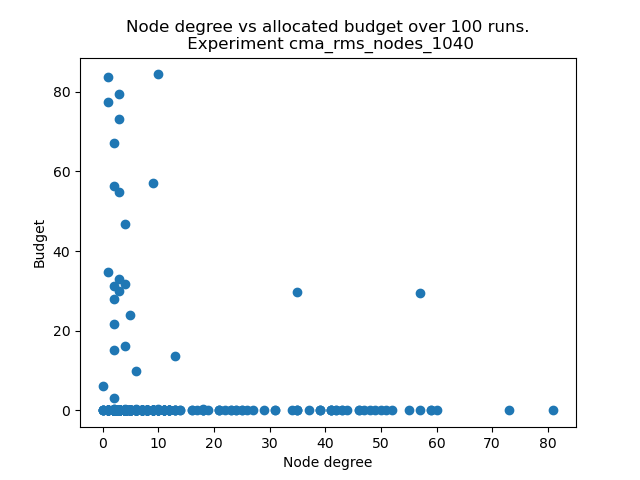 Node degree vs allocated budget over 100 runs.
Experiment cma_rms_nodes_1040
80
60
40
20
0
Budget
0 10 20 30 40 50 60 70 80
Node degree